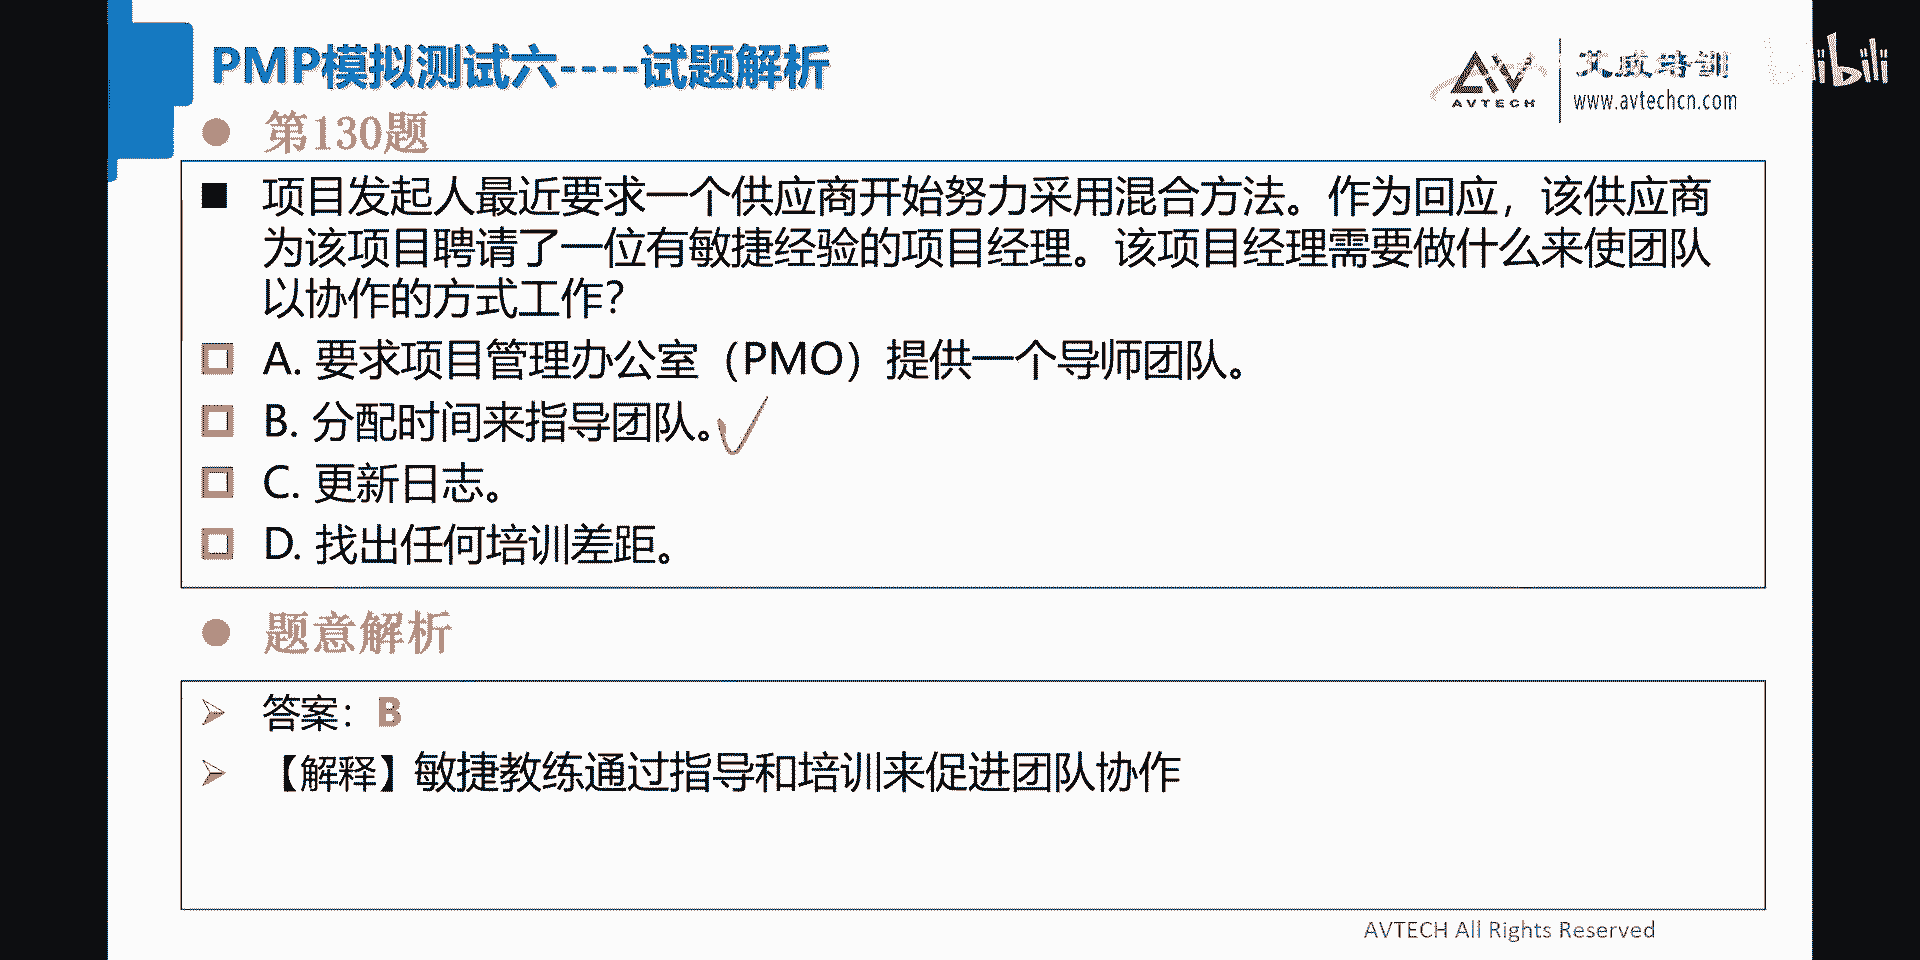 PMP模拟测试六----试题解析
AVTECH
艾威培训
www.avtechcn.com
bilibili
第130题
项目发起人最近要求一个供应商开始努力采用混合方法。作为回应，该供应商
为该项目聘请了一位有敏捷经验的项目经理。该项目经理需要做什么来使团队
以协作的方式工作？
A. 要求项目管理办公室（PMO）提供一个导师团队。
B. 分配时间来指导团队。
C. 更新日志。
D. 找出任何培训差距。
题意解析
答案：B
【解释】敏捷教练通过指导和培训来促进团队协作
AVTECH All Rights Reserved